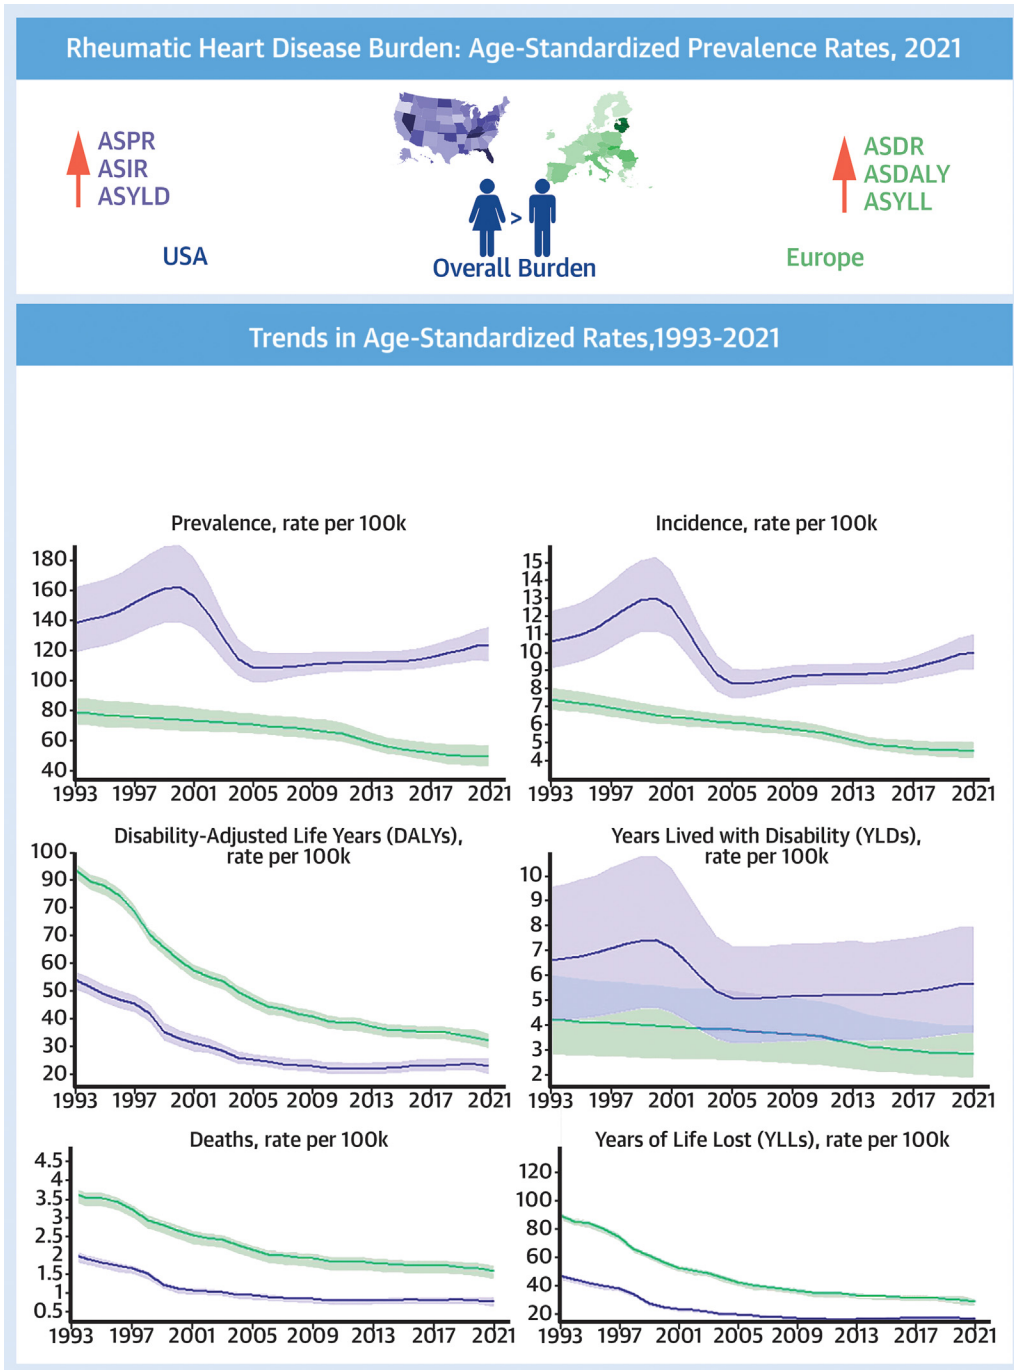 Rheumatic Heart Disease Burden: Age-Standardized Prevalence Rates, 2021
ASPR
ASIR
ASYLD
USA
>
Overall Burden
ASDR
ASDALY
ASYLL
Europe
Trends in Age-Standardized Rates,1993-2021
Prevalence, rate per 100k
180
160
140
120
100
80
60
40
1993 1997 2001 2005 2009 2013 2017 2021
Incidence, rate per 100k
15
14
13
12
11
10
9
8
7
6
5
4
1993 1997 2001 2005 2009 2013 2017 2021
Disability-Adjusted Life Years (DALYs),
rate per 100k
100
90
80
70
60
50
40
30
20
1993 1997 2001 2005 2009 2013 2017 2021
Years Lived with Disability (YLDs),
rate per 100k
10
9
8
7
6
5
4
3
2
1993 1997 2001 2005 2009 2013 2017 2021
Deaths, rate per 100k
4.5
4
3.5
3
2.5
2
1.5
1
0.5
1993 1997 2001 2005 2009 2013 2017 2021
Years of Life Lost (YLLs), rate per 100k
120
100
80
60
40
20
1993 1997 2001 2005 2009 2013 2017 2021